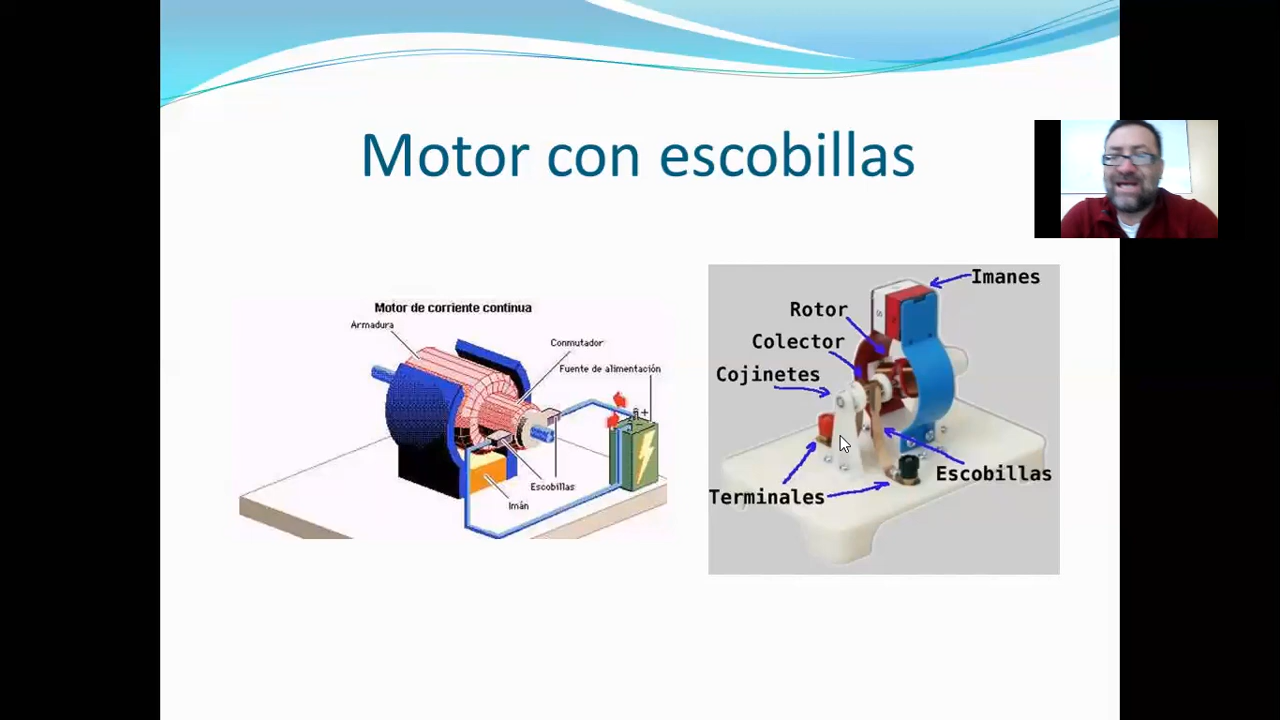 Motor con escobillas
Motor de corriente continua
Armadura
Conmutador
Fuente de alimentación
Escobillas
Imán
Imanes
Rotor
Colector
Cojinetes
Escobillas
Terminales